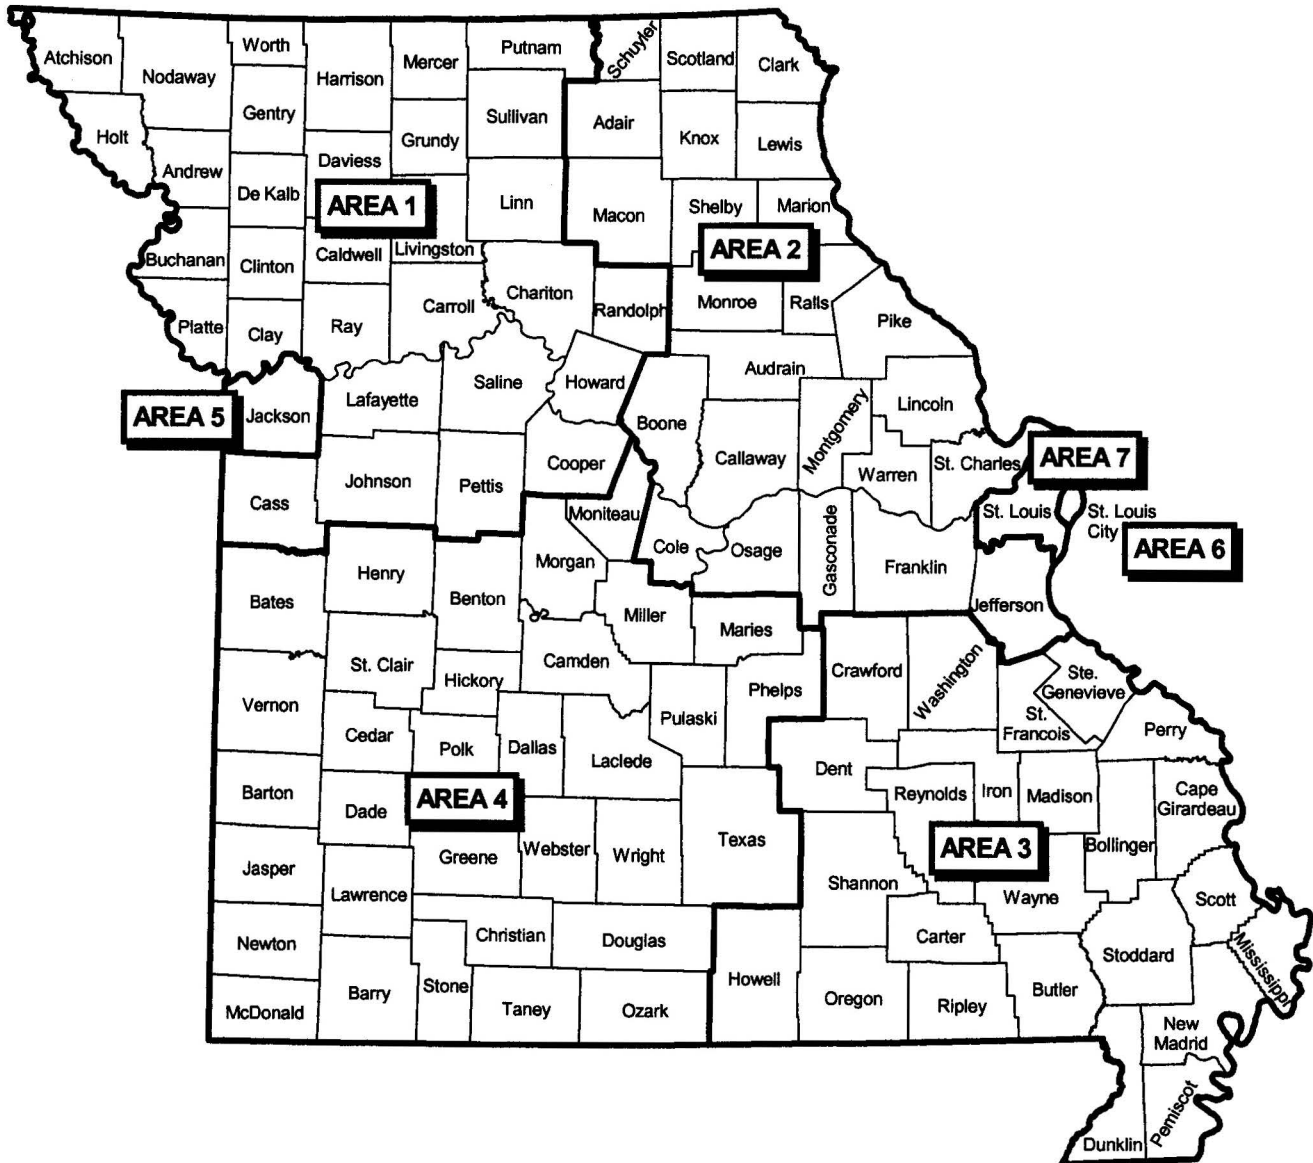 Atchison
Nodaway
Worth
Gentry
Harrison
Mercer
Putnam
Schuyler
Scotland
Clark
Holt
Andrew
De Kalb
Daviess
Grundy
Sullivan
Adair
Knox
Lewis
AREA 1
Linn
Macon
Shelby
Marion
AREA 2
Buchanan
Clinton
Caldwell
Livingston
Chariton
Randolph
Monroe
Ralls
Pike
Platte
Clay
Ray
Carroll
Audrain
AREA 5
Jackson
Lafayette
Saline
Howard
Boone
Callaway
Montgomery
Lincoln
Warren
St. Charles
AREA 7
Cass
Johnson
Pettis
Cooper
Moniteau
Cole
Osage
Gasconade
Franklin
St. Louis
St. Louis
City
AREA 6
Bates
Henry
Benton
Morgan
Miller
Maries
Jefferson
St. Clair
Hickory
Camden
Pulaski
Phelps
Crawford
Washington
St.
Francois
Ste.
Genevieve
Perry
Vernon
Cedar
Polk
Dallas
Laclede
Dent
Reynolds
Iron
Madison
Cape
Girardeau
Barton
Dade
AREA 4
Greene
Webster
Wright
Texas
Shannon
AREA 3
Wayne
Bollinger
Scott
Jasper
Lawrence
Newton
Christian
Douglas
Howell
Carter
Stoddard
Mississippi
McDonald
Barry
Stone
Taney
Ozark
Oregon
Ripley
Butler
New
Madrid
Dunklin
Pemiscot